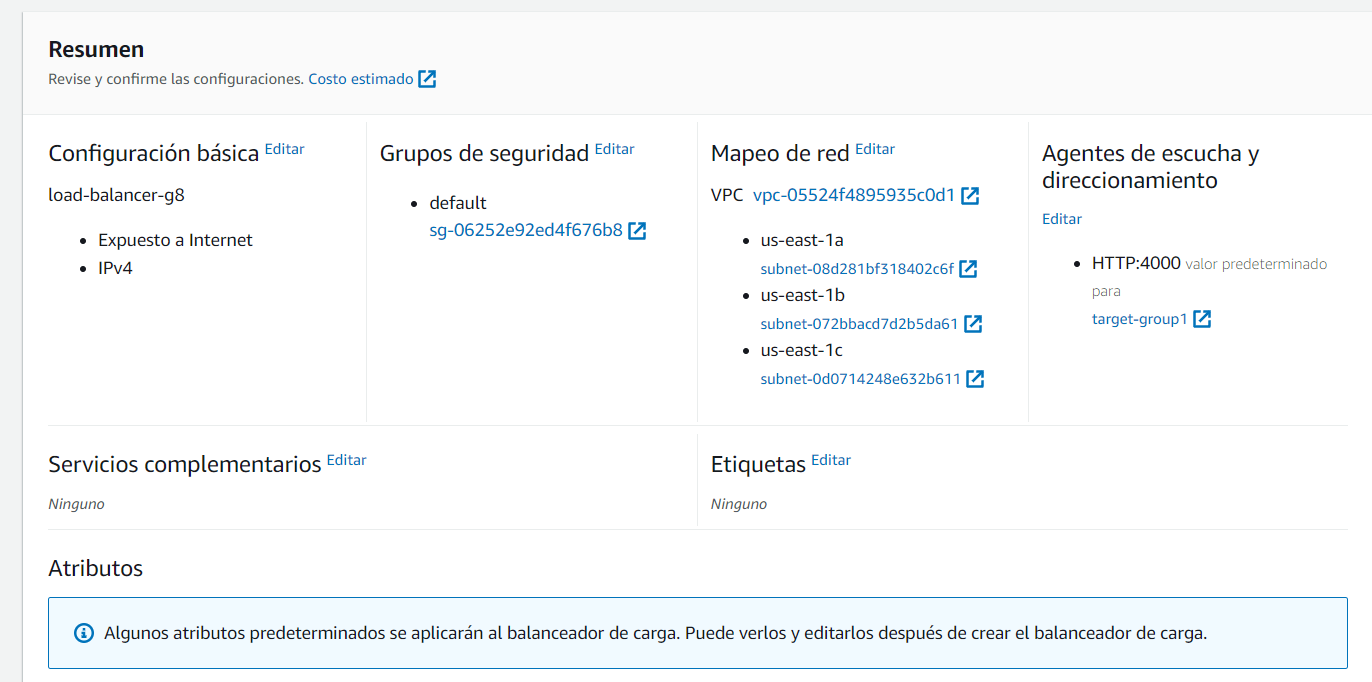 Resumen
Revise y confirme las configuraciones. Costo estimado
Configuración básica Editar
load-balancer-g8
Expuesto a Internet
IPv4
Grupos de seguridad Editar
default
sg-06252e92ed4f676b8
Mapeo de red Editar
VPC vpc-05524f4895935c0d1
us-east-1a
subnet-08d281bf318402c6f
us-east-1b
subnet-072bbacd7d2b5da61
us-east-1c
subnet-0d0714248e632b611
Agentes de escucha y
direccionamiento
Editar
HTTP:4000 valor predeterminado
para
target-group1
Servicios complementarios Editar
Ninguno
Etiquetas Editar
Ninguno
Atributos
Algunos atributos predeterminados se aplicarán al balanceador de carga. Puede verlos y editarlos después de crear el balanceador de carga.